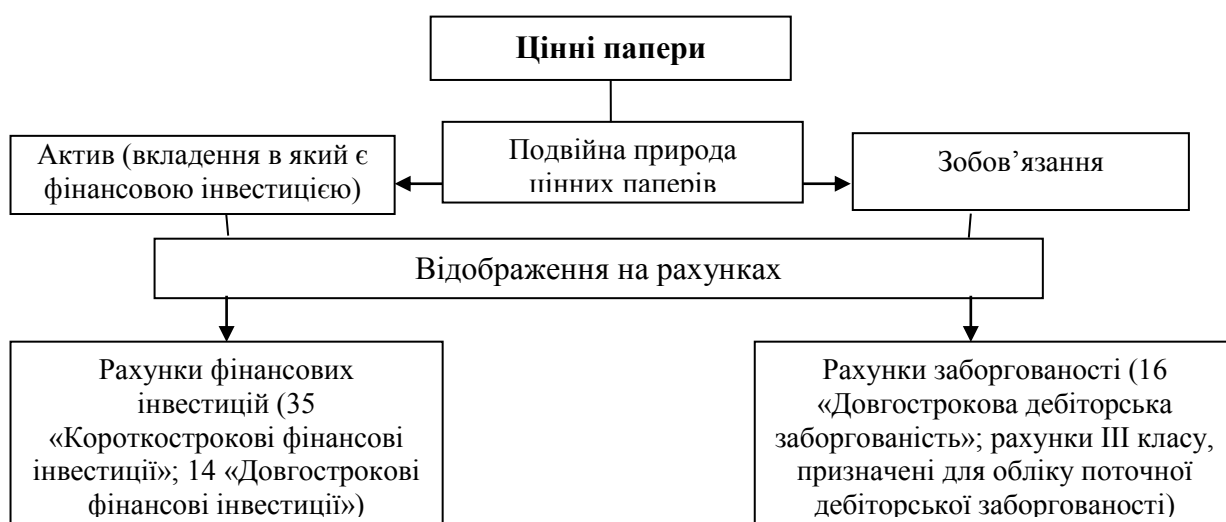 Цінні папери
Актив (вкладення в який є
фінансовою інвестицією)
Подвійна природа
цінних паперів
Зобов’язання
Відображення на рахунках
Рахунки фінансових
інвестицій (35
«Короткострокові фінансові
інвестиції»; 14 «Довгострокові
фінансові інвестиції»)
Рахунки заборгованості (16
«Довгострокова дебіторська
заборгованість»; рахунки ІІІ класу,
призначені для обліку поточної
дебіторської заборгованості)